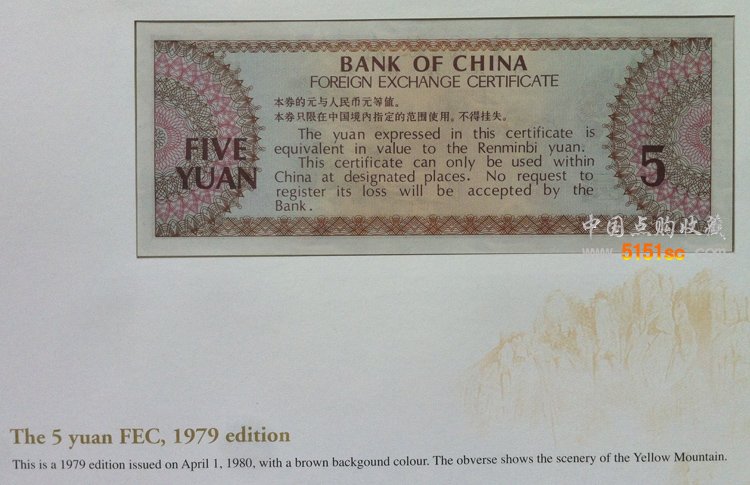 BANK OF CHINA
FOREIGN EXCHANGE CERTIFICATE
本券的元与人民币元等值。
本券只限在中国境内指定的范围使用。不得挂失。
The yuan expressed in this certificate is
equivalent in value to the Renminbi yuan.
This certificate can only be used within
China at designated places. No request to
register its loss will be accepted by the
Bank.
FIVE
YUAN
5
中国点购收藏
www.5151sc.com
The 5 yuan FEC, 1979 edition
This is a 1979 edition issued on April 1, 1980, with a brown backgound colour. The obverse shows the scenery of the Yellow Mountain.